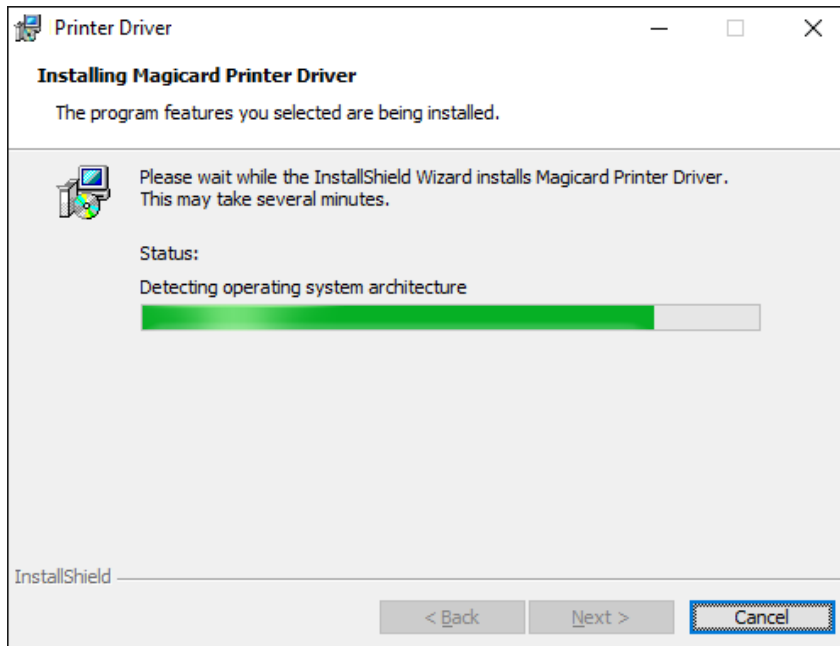 Printer Driver
Installing Magicard Printer Driver
The program features you selected are being installed.
Please wait while the InstallShield Wizard installs Magicard Printer Driver.
This may take several minutes.
Status:
Detecting operating system architecture
InstallShield
< Back
Next >
Cancel